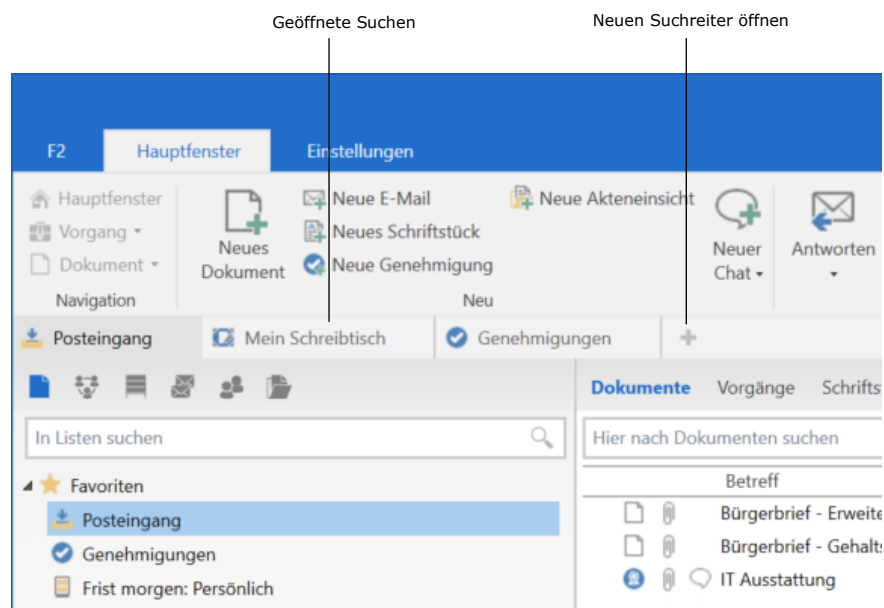 Geöffnete Suchen
Neuen Suchreiter öffnen
F2
Hauptfenster
Einstellungen
Hauptfenster
Vorgang
Dokument
Navigation
Neues
Dokument
Neue E-Mail
Neues Schriftstück
Neue Genehmigung
Neue Akteneinsicht
Neu
Neuer
Chat
Antworten
Posteingang
Mein Schreibtisch
Genehmigungen
In Listen suchen
Favoriten
Posteingang
Genehmigungen
Frist morgen: Persönlich
Dokumente
Vorgänge
Schrifts
Hier nach Dokumenten suchen
Betreff
Bürgerbrief - Erweite
Bürgerbrief - Gehalts
IT Ausstattung